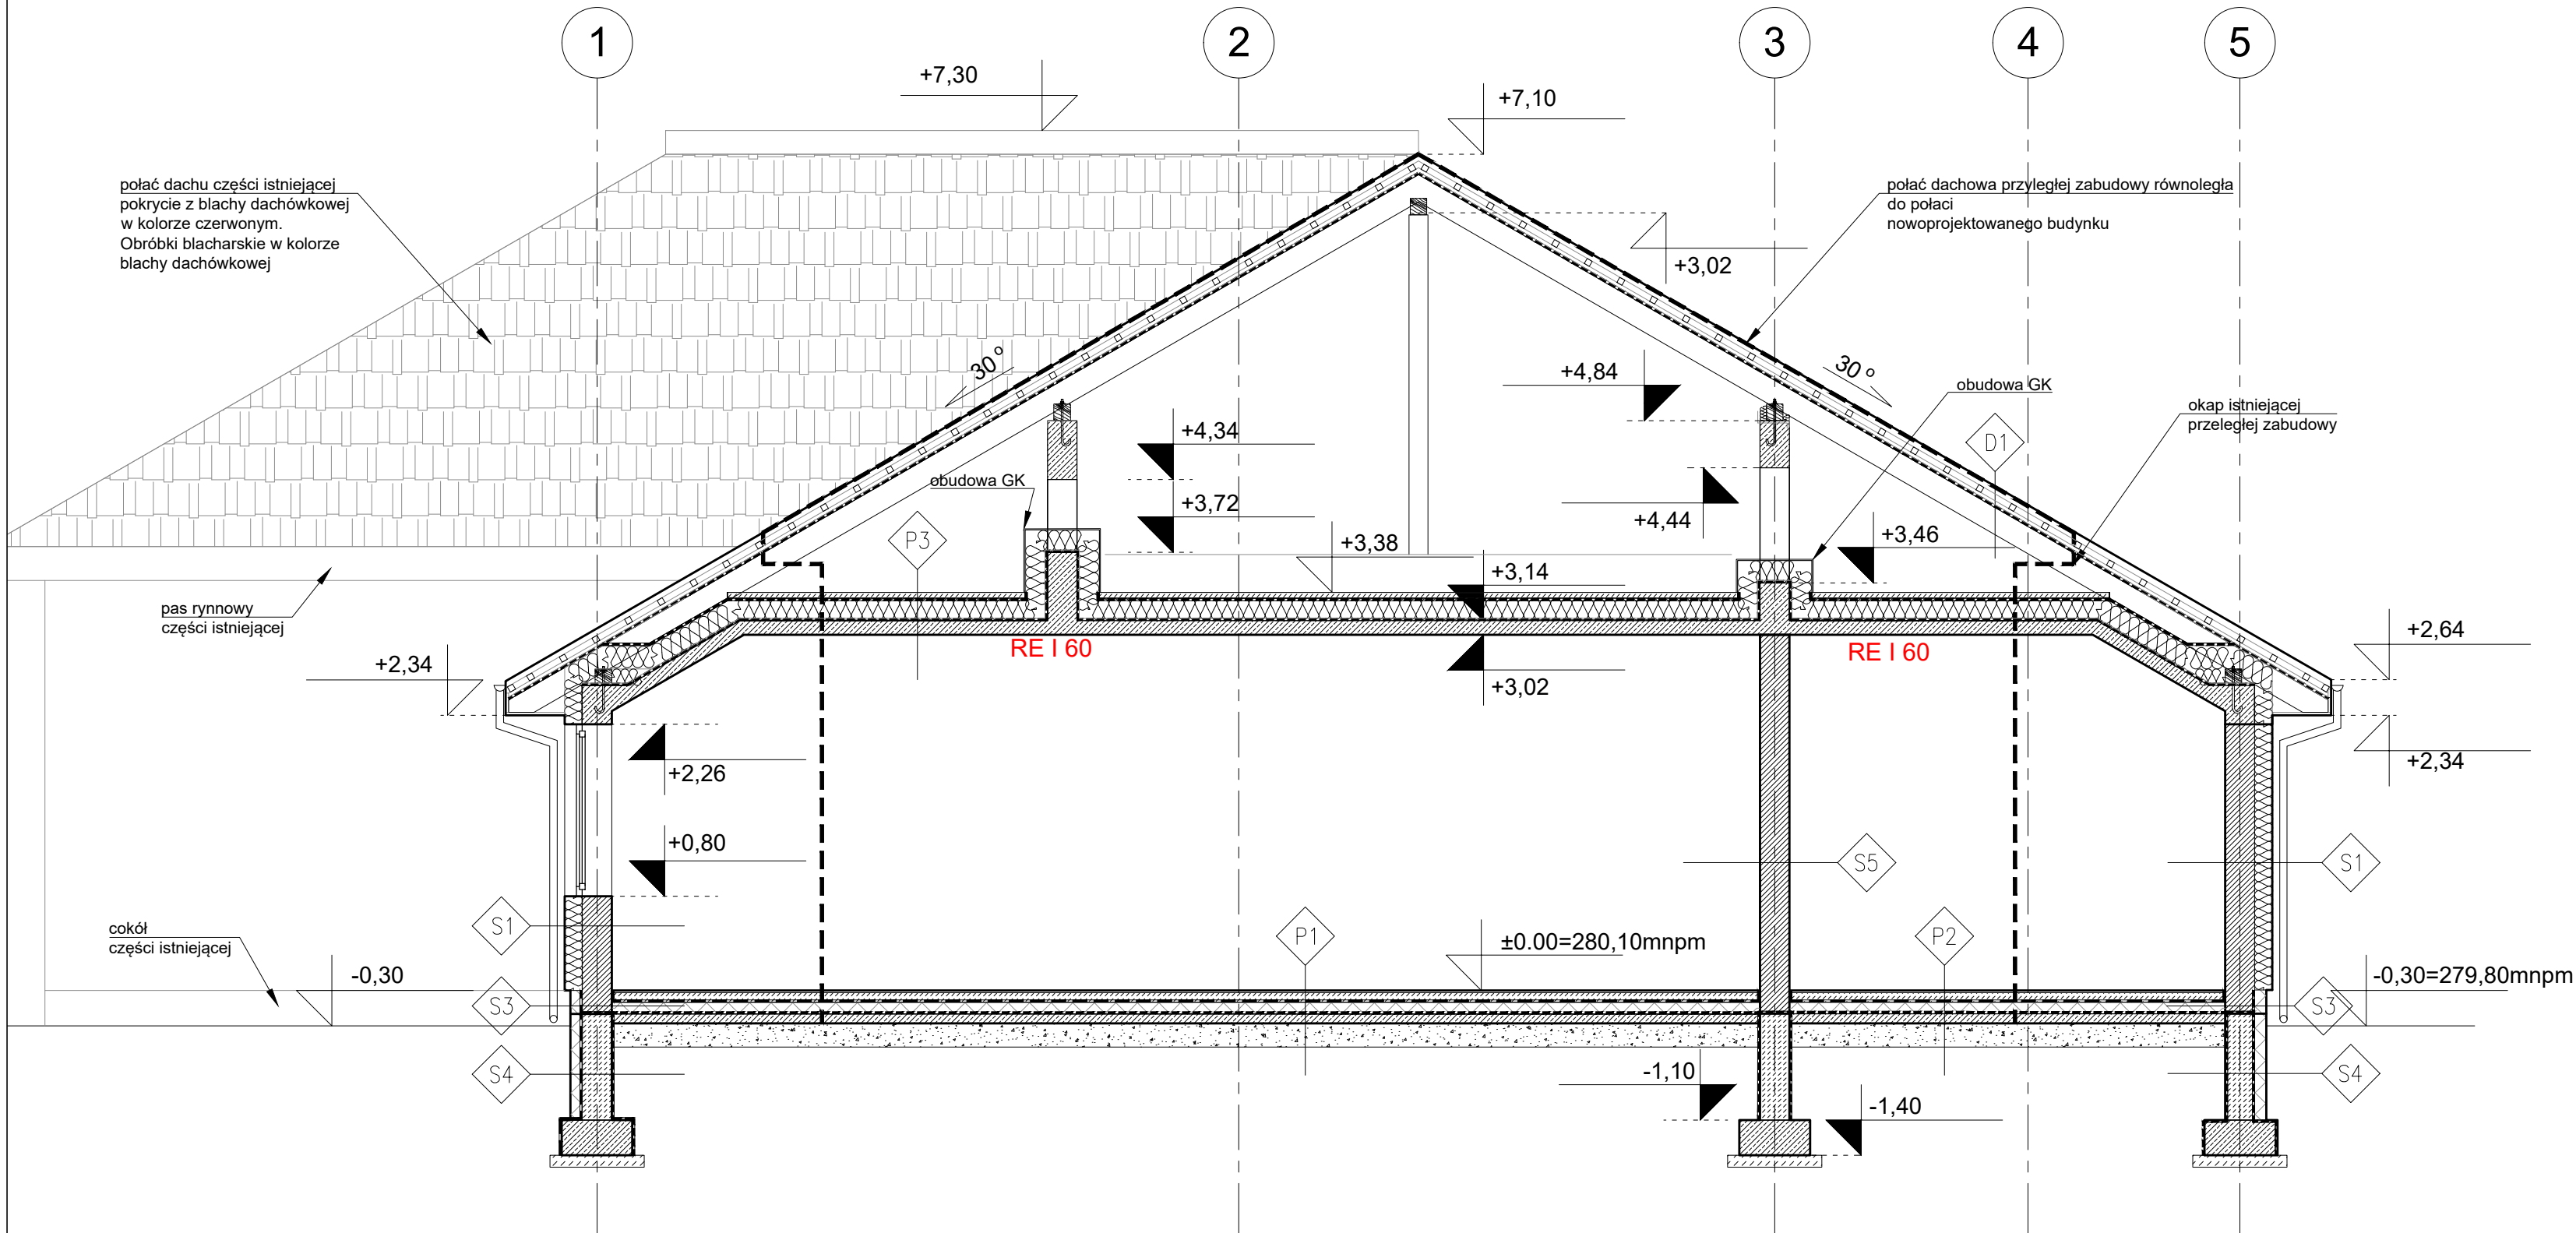 1
2
3
4
5
+7,30
+7,10
połać dachu części istniejącej
pokrycie z blachy dachówkowej
w kolorze czerwonym.
Obróbki blacharskie w kolorze
blachy dachówkowej
połać dachowa przyległej zabudowy równoległa
do połaci
nowoprojektowanego budynku
+3,02
30 °
30 °
+4,84
obudowa GK
okap istniejącej
przeległej zabudowy
+4,34
D1
obudowa GK
+3,72
+4,44
P3
+3,38
+3,46
+3,14
pas rynnowy
części istniejącej
RE I 60
RE I 60
+2,34
+2,64
+3,02
+2,26
+2,34
+0,80
S5
S1
S1
P1
P2
cokół
części istniejącej
±0.00=280,10mnpm
-0,30
-0,30=279,80mnpm
S3
S3
S4
-1,10
S4
-1,40